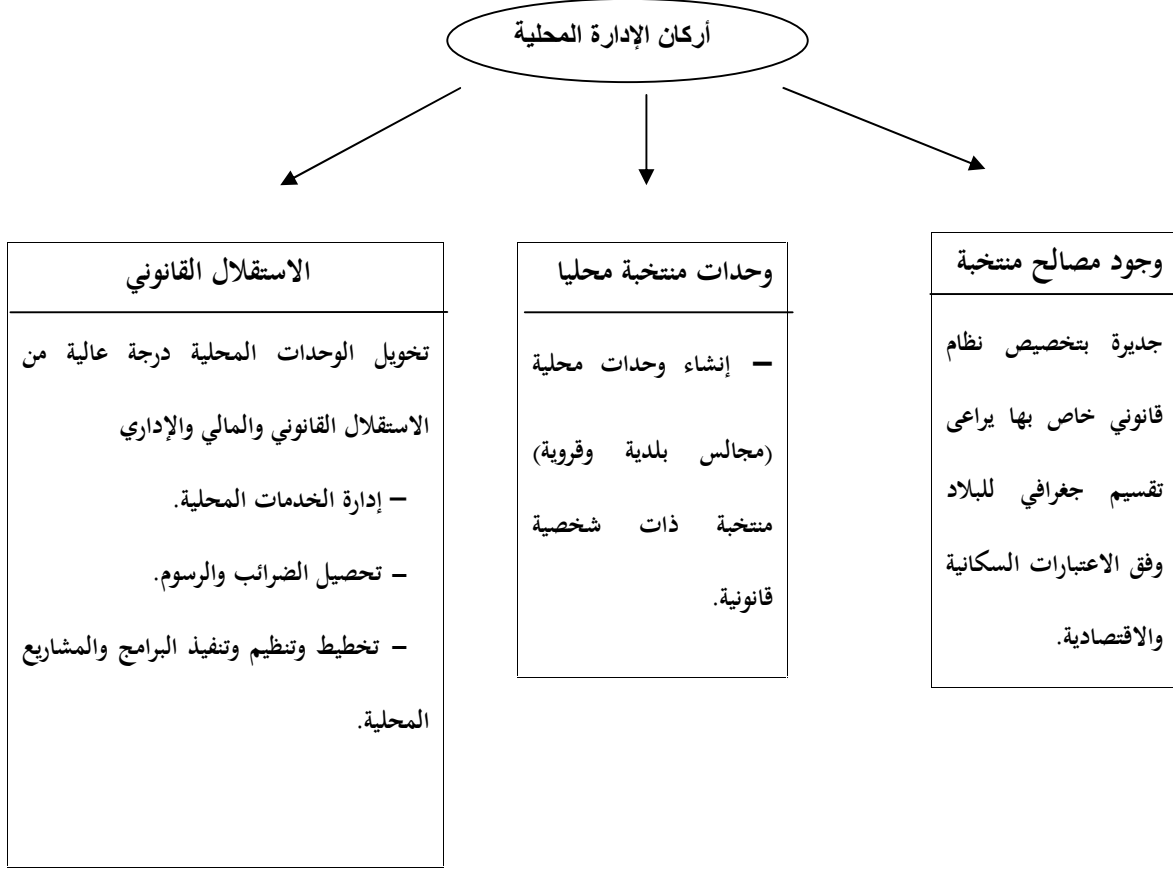 أركان الإدارة المحلية
وجود مصالح منتخبة
جديرة بتخصيص نظام
قانوني خاص بها يراعى
تقسيم جغرافي للبلاد
وفق الاعتبارات السكانية
والاقتصادية.
وحدات منتخبة محليا
– إنشاء وحدات محلية
(مجالس بلدية وقروية)
منتخبة ذات شخصية
قانونية.
الاستقلال القانوني
تخويل الوحدات المحلية درجة عالية من
الاستقلال القانوني والمالي والإداري
– إدارة الخدمات المحلية.
– تحصيل الضرائب والرسوم.
– تخطيط وتنظيم وتنفيذ البرامج والمشاريع
المحلية.